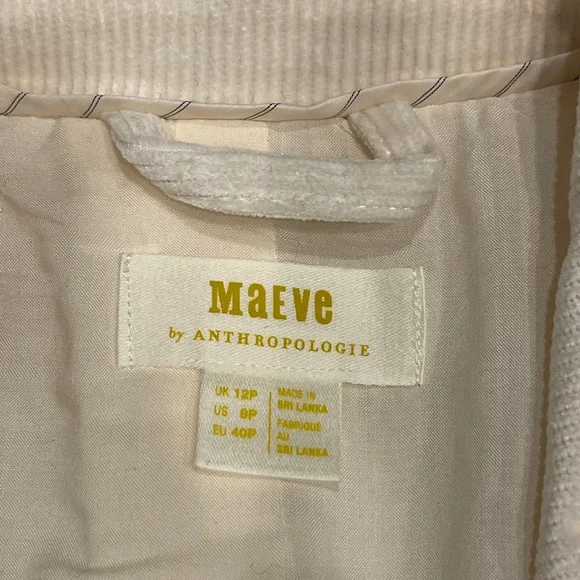 MaEve
by ANTHROPOLOGIE
UK 12P
US 8P
EU 40P
MADE IN
SRI LANKA
FABRIQUE
AU
SRI LANKA